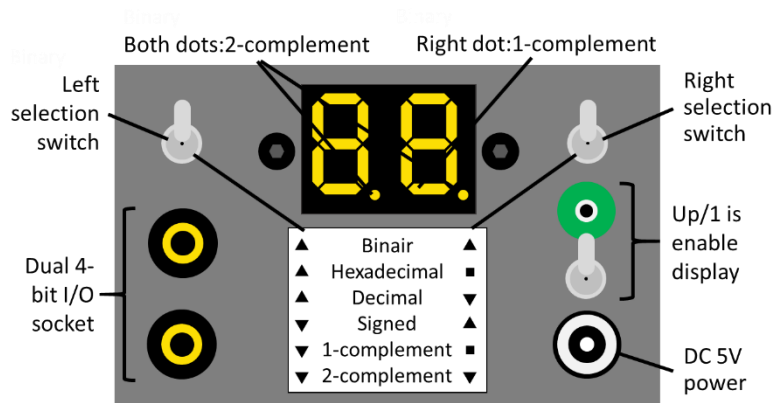 Both dots:2-complement
Right dot:1-complement
Left
selection
switch
Right
selection
switch
Up/1 is
enable
display
Dual 4-
bit I/O
socket
▲ Binair ▲
▲ Hexadecimal ■
▲ Decimal ▼
▼ Signed ▲
▼ 1-complement ■
▼ 2-complement ▼
DC 5V
power